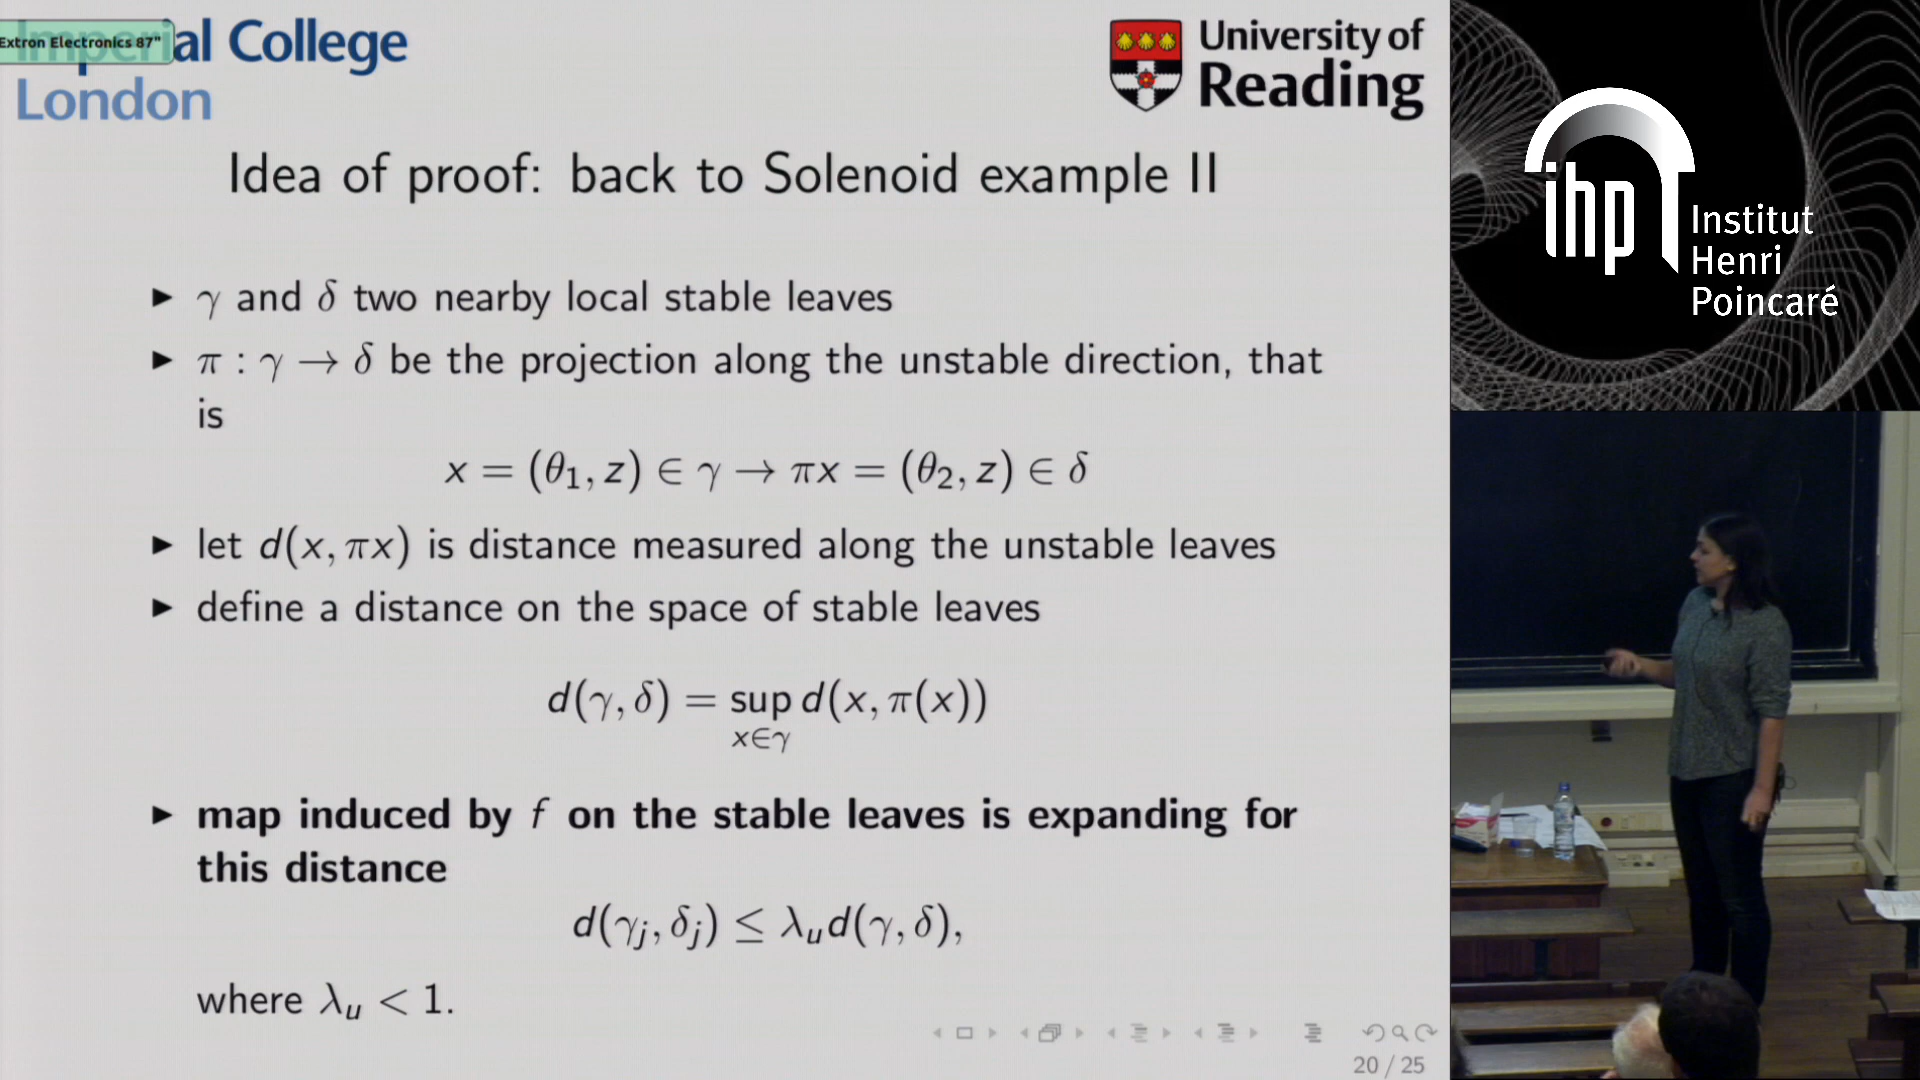 Extron Electronics 87"
Imperial College
London
University of
Reading
Idea of proof: back to Solenoid example II
▶ γ and δ two nearby local stable leaves
▶ π : γ → δ be the projection along the unstable direction, that
is
x = (θ₁, z) ∈ γ → πx = (θ₂, z) ∈ δ
▶ let d(x, πx) is distance measured along the unstable leaves
▶ define a distance on the space of stable leaves
d(γ, δ) = sup d(x, π(x))
x∈γ
▶ map induced by f on the stable leaves is expanding for
this distance
d(γⱼ, δⱼ) ≤ λᵤd(γ, δ),
where λᵤ < 1.
20 / 25
ihp
Institut
Henri
Poincaré